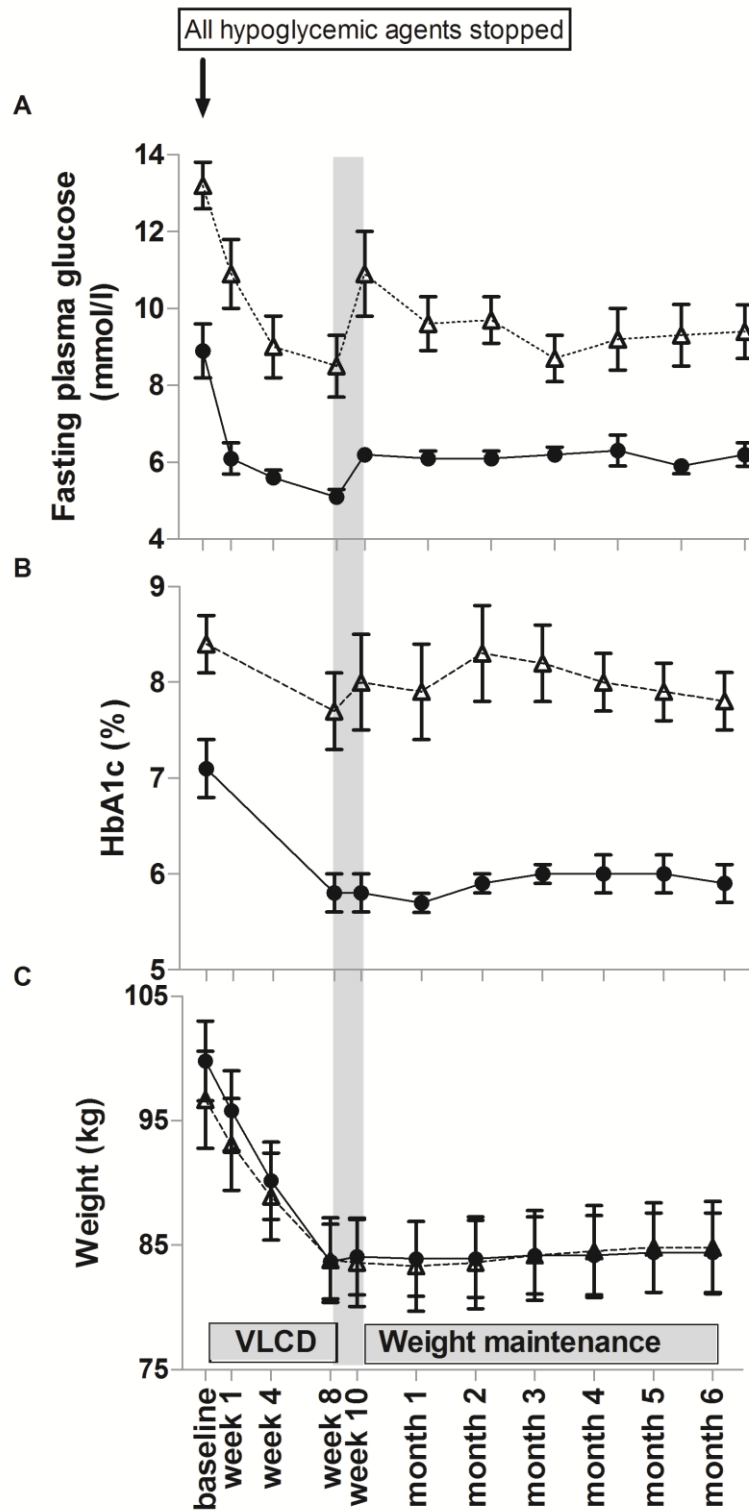 All hypoglycemic agents stopped
A
Fasting plasma glucose
(mmol/l)
14
12
10
8
6
4
B
HbA1c (%)
9
8
7
6
5
C
Weight (kg)
105
95
85
75
VLCD
Weight maintenance
baseline
week 1
week 4
week 8
week 10
month 1
month 2
month 3
month 4
month 5
month 6